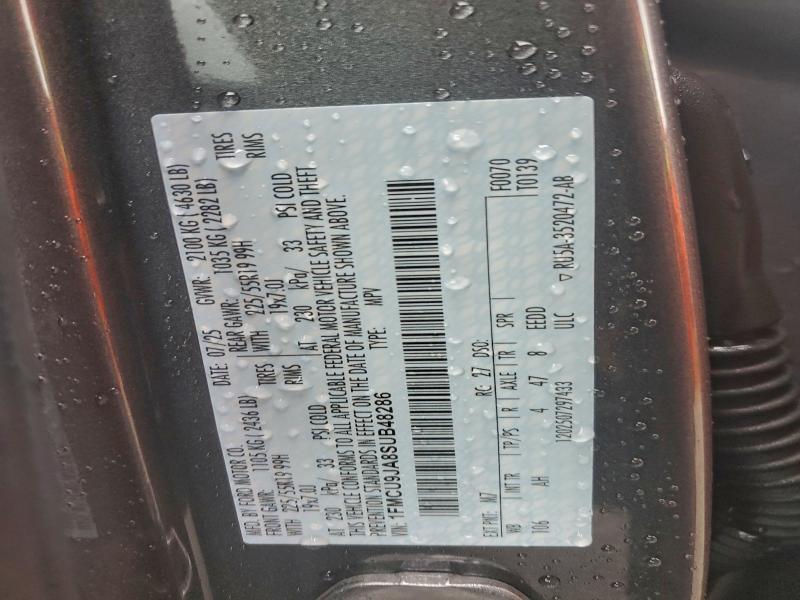 MFD. BY FORD MOTOR CO.
DATE: 07/25 GVWR: 2100 KG (4630 LB)
FRONT GAWR: 1105 KG (2436 LB) REAR GAWR: 1035 KG (2282 LB)
WITH 225/55R19 99H TIRES WITH 225/55R19 99H TIRES
19x7.0J RIMS 19x7.0J RIMS
AT 230 kPa/ 33 PSI COLD AT 230 kPa/ 33 PSI COLD
THIS VEHICLE CONFORMS TO ALL APPLICABLE FEDERAL MOTOR VEHICLE SAFETY AND THEFT
PREVENTION STANDARDS IN EFFECT ON THE DATE OF MANUFACTURE SHOWN ABOVE.
VIN: 1FMCU9JA8SUB48286 TYPE: MPV
EXT PNT: M7 RC: 27 DSO: F0070
WB INT TR TP/PS R AXLE TR SPR T0139
106 AH 4 47 8 EEDD
1202507297433 ULC ▽ RU5A-3520472-AB